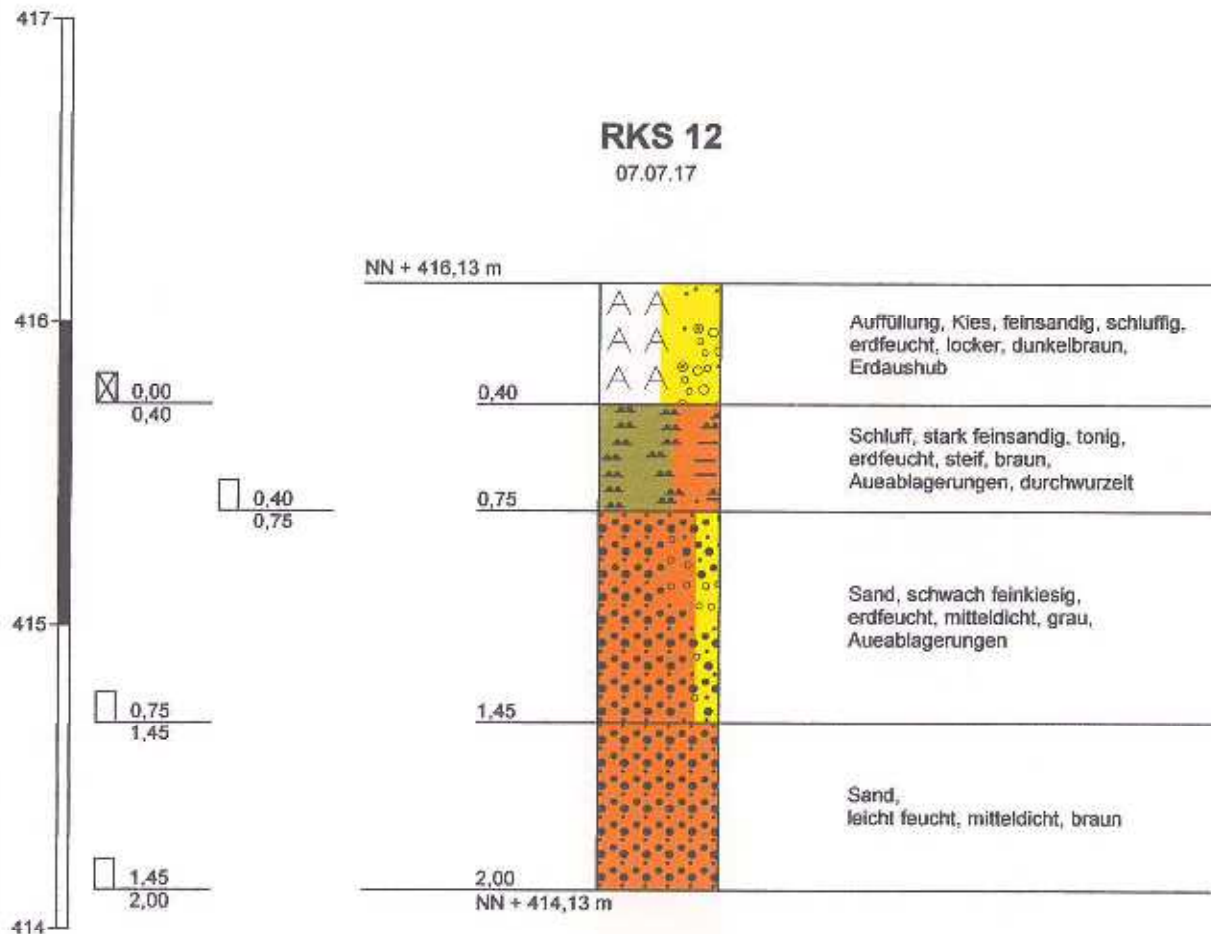 417
RKS 12
07.07.17
NN + 416,13 m
416
Auffüllung, Kies, feinsandig, schluffig,
erdfeucht, locker, dunkelbraun,
Erdaushub
A A
A A
A A
0,00
0,40
0,40
Schluff, stark feinsandig, tonig,
erdfeucht, steif, braun,
Aueablagerungen, durchwurzelt
0,40
0,75
0,75
Sand, schwach feinkiesig,
erdfeucht, mitteldicht, grau,
Aueablagerungen
415
0,75
1,45
1,45
Sand,
leicht feucht, mitteldicht, braun
1,45
2,00
2,00
NN + 414,13 m
414